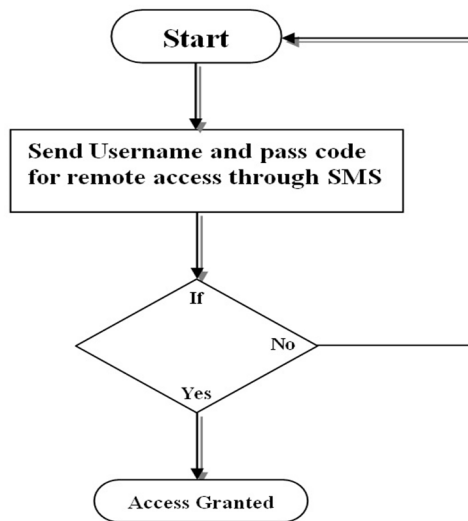 Start
Send Username and pass code
for remote access through SMS
If
No
Yes
Access Granted